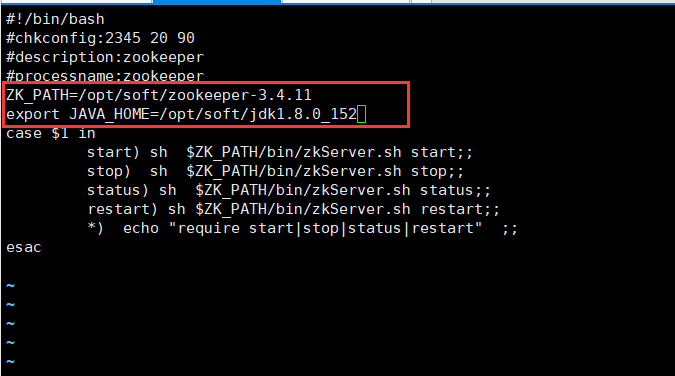 #!/bin/bash
#chkconfig:2345 20 90
#description:zookeeper
#processname:zookeeper
ZK_PATH=/opt/soft/zookeeper-3.4.11
export JAVA_HOME=/opt/soft/jdk1.8.0_152
case $1 in
        start) sh  $ZK_PATH/bin/zkServer.sh start;;
        stop)  sh  $ZK_PATH/bin/zkServer.sh stop;;
        status) sh  $ZK_PATH/bin/zkServer.sh status;;
        restart) sh $ZK_PATH/bin/zkServer.sh restart;;
        *)  echo "require start|stop|status|restart"  ;;
esac
~
~
~
~
~